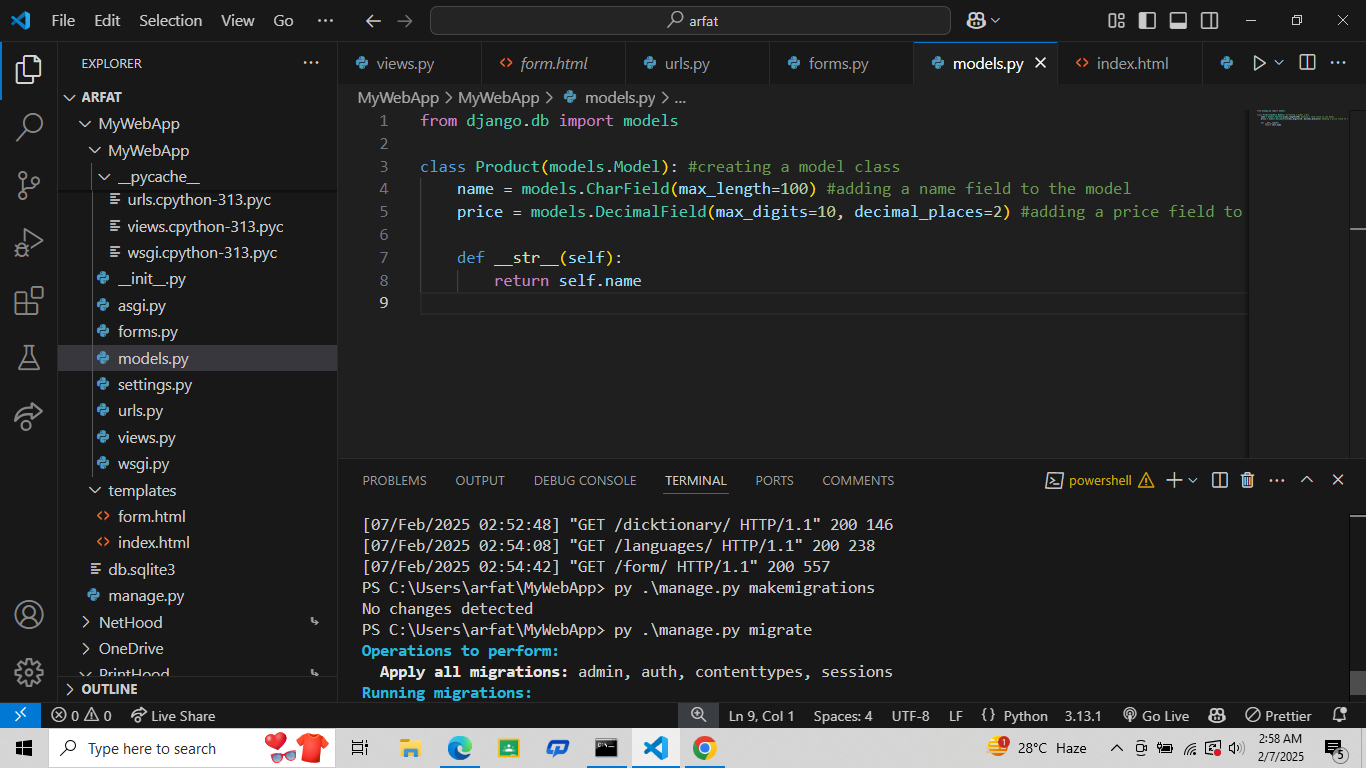 File Edit Selection View Go ··· arfat
EXPLORER ···
ARFAT
MyWebApp
MyWebApp
__pycache__
urls.cpython-313.pyc
views.cpython-313.pyc
wsgi.cpython-313.pyc
__init__.py
asgi.py
forms.py
models.py
settings.py
urls.py
views.py
wsgi.py
templates
form.html
index.html
db.sqlite3
manage.py
NetHood
OneDrive
PrintHood
OUTLINE
views.py form.html urls.py forms.py models.py index.html ···
MyWebApp > MyWebApp > models.py > ...
1 from django.db import models
2
3 class Product(models.Model): #creating a model class
4 name = models.CharField(max_length=100) #adding a name field to the model
5 price = models.DecimalField(max_digits=10, decimal_places=2) #adding a price field to
6
7 def __str__(self):
8 return self.name
9
PROBLEMS OUTPUT DEBUG CONSOLE TERMINAL PORTS COMMENTS powershell ···
[07/Feb/2025 02:52:48] "GET /dicktionary/ HTTP/1.1" 200 146
[07/Feb/2025 02:54:08] "GET /languages/ HTTP/1.1" 200 238
[07/Feb/2025 02:54:42] "GET /form/ HTTP/1.1" 200 557
PS C:\Users\arfat\MyWebApp> py .\manage.py makemigrations
No changes detected
PS C:\Users\arfat\MyWebApp> py .\manage.py migrate
Operations to perform:
Apply all migrations: admin, auth, contenttypes, sessions
Running migrations:
0 0 Live Share Ln 9, Col 1 Spaces: 4 UTF-8 LF {} Python 3.13.1 Go Live Prettier
Type here to search 1 28°C Haze 2:58 AM
2/7/2025 5